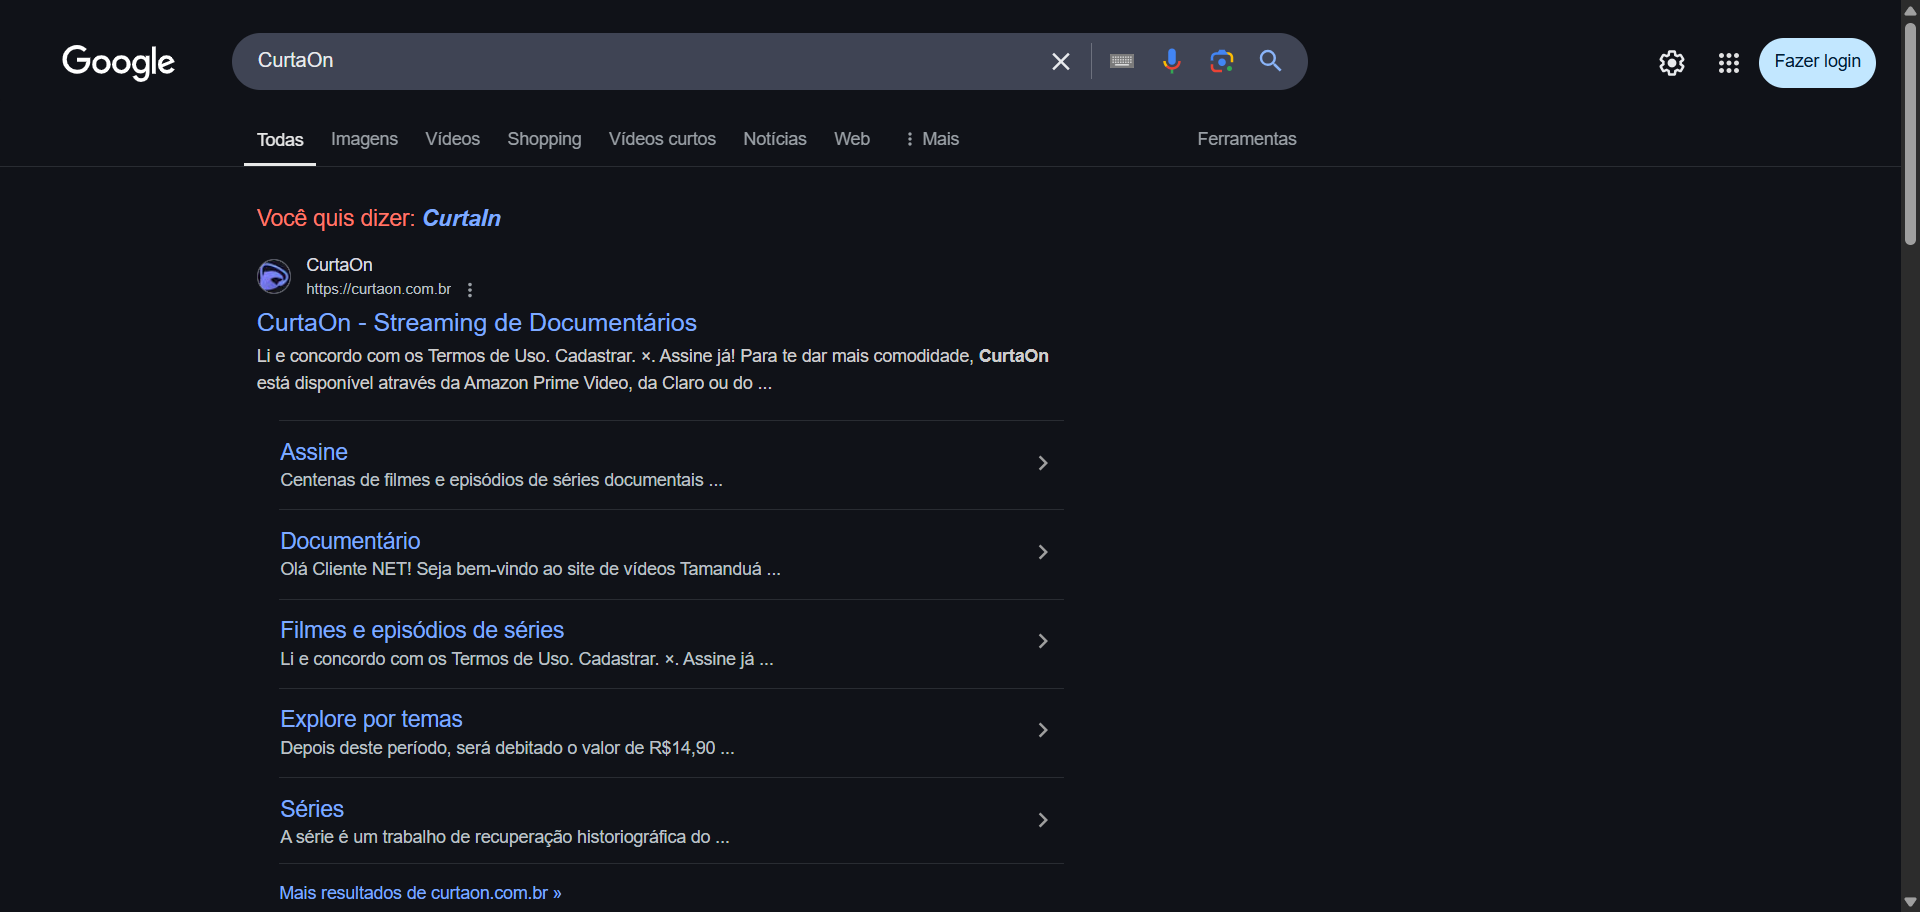 Google
CurtaOn
Fazer login
Todas
Imagens
Vídeos
Shopping
Vídeos curtos
Notícias
Web
Mais
Ferramentas
Você quis dizer: CurtaIn
CurtaOn
https://curtaon.com.br
CurtaOn - Streaming de Documentários
Li e concordo com os Termos de Uso. Cadastrar. ×. Assine já! Para te dar mais comodidade, CurtaOn
está disponível através da Amazon Prime Video, da Claro ou do ...
Assine
Centenas de filmes e episódios de séries documentais ...
Documentário
Olá Cliente NET! Seja bem-vindo ao site de vídeos Tamanduá ...
Filmes e episódios de séries
Li e concordo com os Termos de Uso. Cadastrar. ×. Assine já ...
Explore por temas
Depois deste período, será debitado o valor de R$14,90 ...
Séries
A série é um trabalho de recuperação historiográfica do ...
Mais resultados de curtaon.com.br »